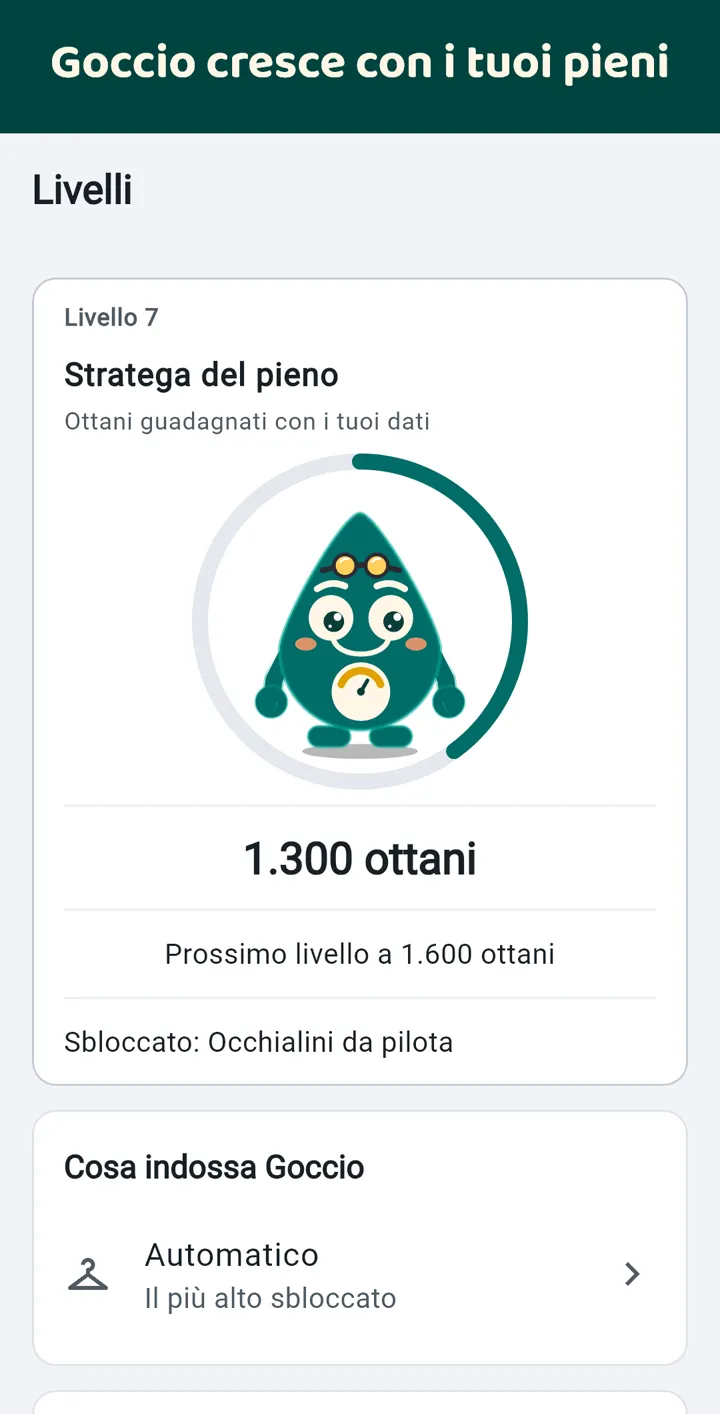 Goccio cresce con i tuoi pieni
Livelli
Livello 7
Stratega del pieno
Ottani guadagnati con i tuoi dati
1.300 ottani
Prossimo livello a 1.600 ottani
Sbloccato: Occhialini da pilota
Cosa indossa Goccio
Automatico
Il più alto sbloccato